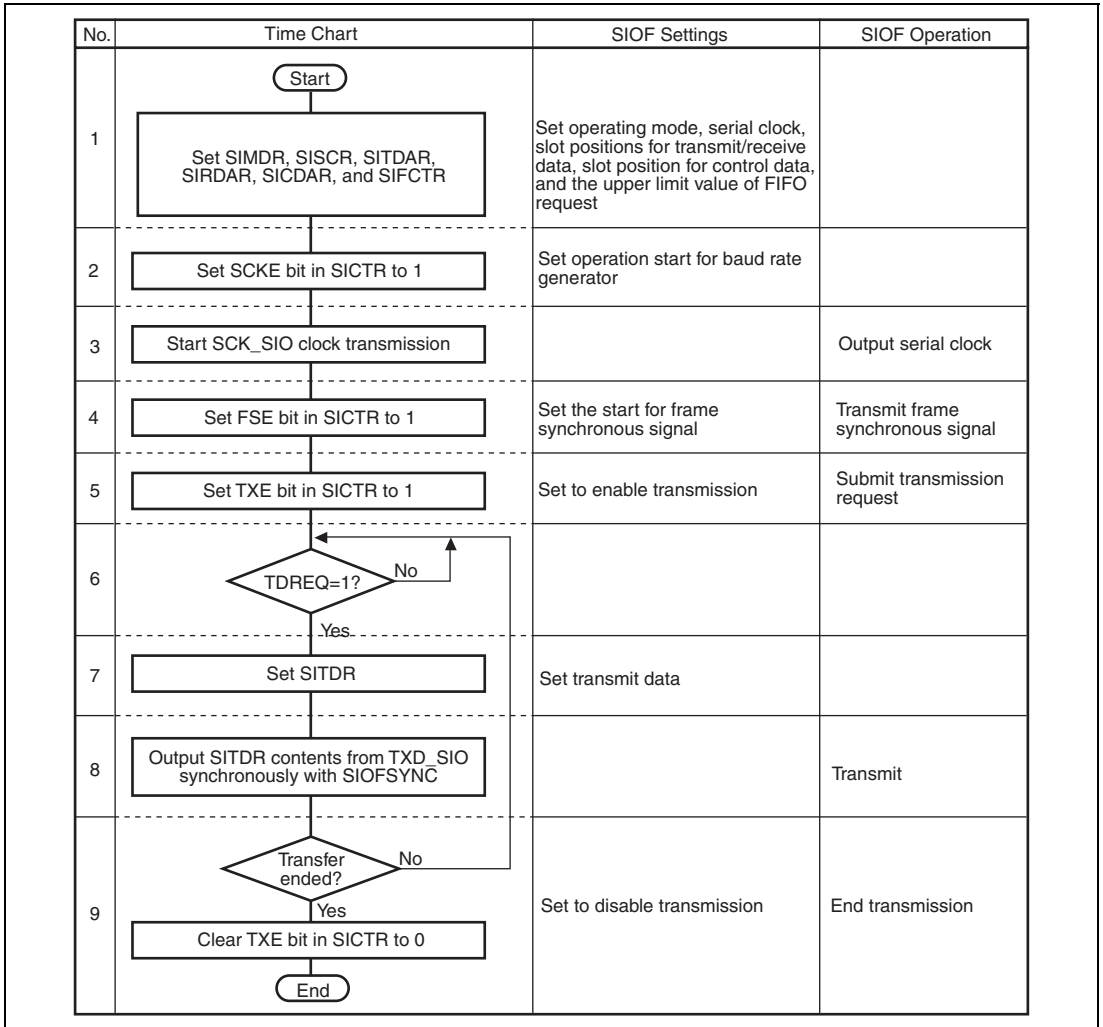 No.
Time Chart
SIOF Settings
SIOF Operation
Start
1
Set SIMDR, SISCR, SITDAR,
SIRDAR, SICDAR, and SIFCTR
Set operating mode, serial clock,
slot positions for transmit/receive
data, slot position for control data,
and the upper limit value of FIFO
request
2
Set SCKE bit in SICTR to 1
Set operation start for baud rate
generator
3
Start SCK_SIO clock transmission
Output serial clock
4
Set FSE bit in SICTR to 1
Set the start for frame
synchronous signal
Transmit frame
synchronous signal
5
Set TXE bit in SICTR to 1
Set to enable transmission
Submit transmission
request
6
TDREQ=1?
No
Yes
7
Set SITDR
Set transmit data
8
Output SITDR contents from TXD_SIO
synchronously with SIOFSYNC
Transmit
9
Transfer
ended?
No
Yes
Clear TXE bit in SICTR to 0
Set to disable transmission
End transmission
End